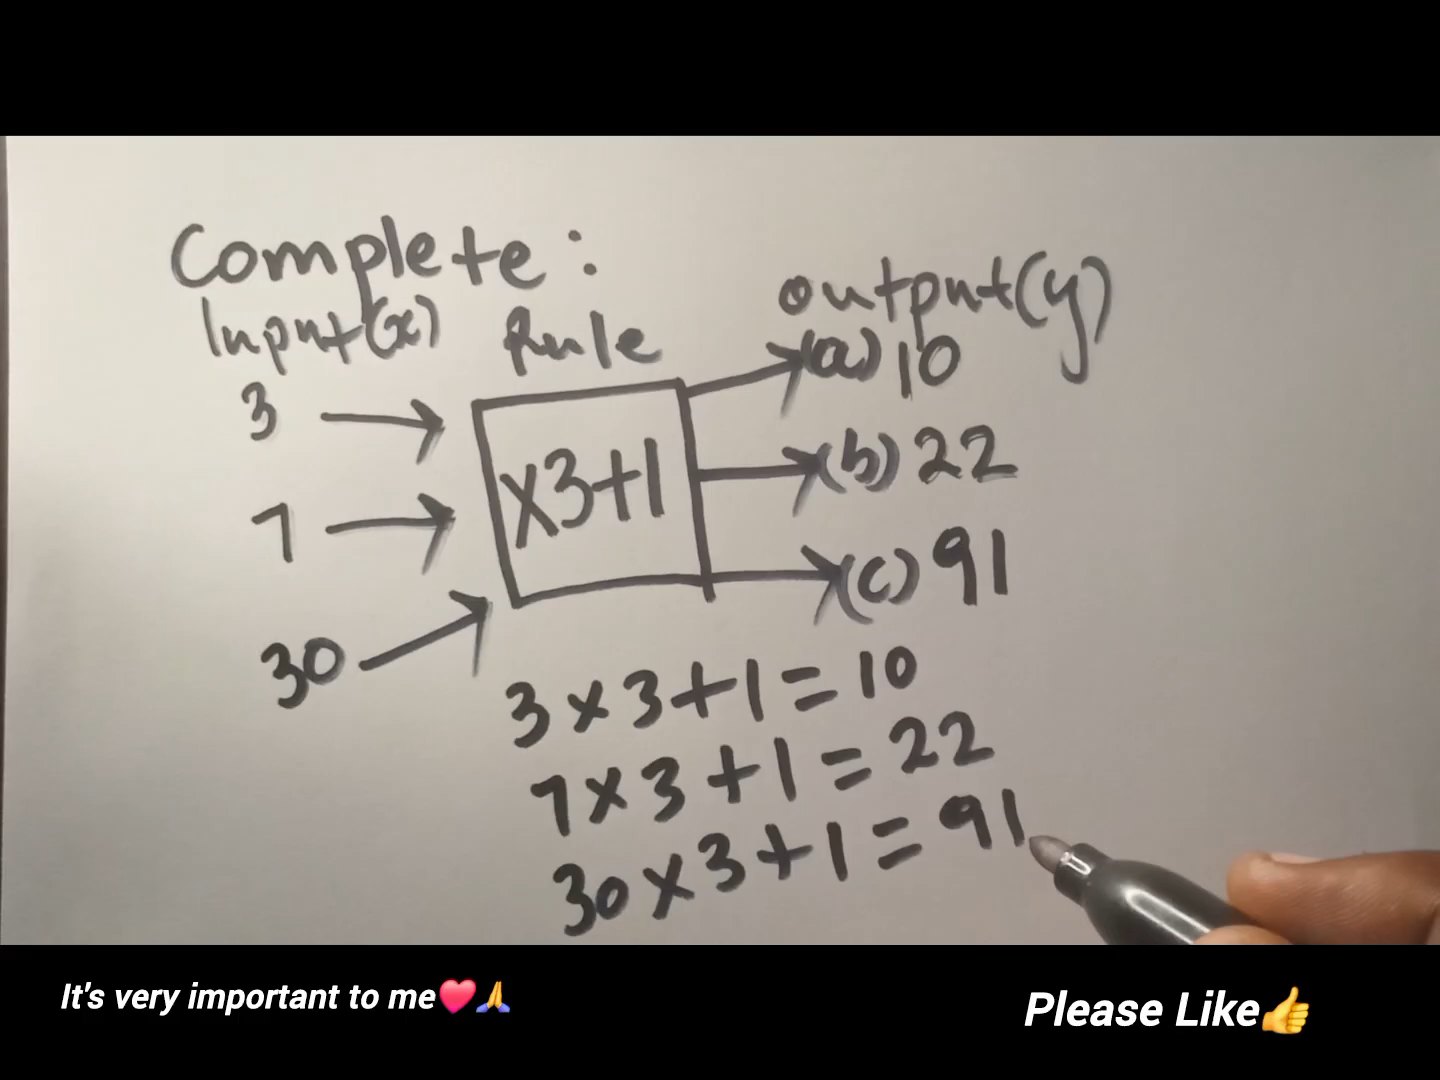 Complete:
Input(x) Rule output(y)
3 (a) 10
7 x3+1 (b) 22
30 (c) 91
3 x 3 + 1 = 10
7 x 3 + 1 = 22
30 x 3 + 1 = 91
It's very important to me❤️🙏
Please Like👍